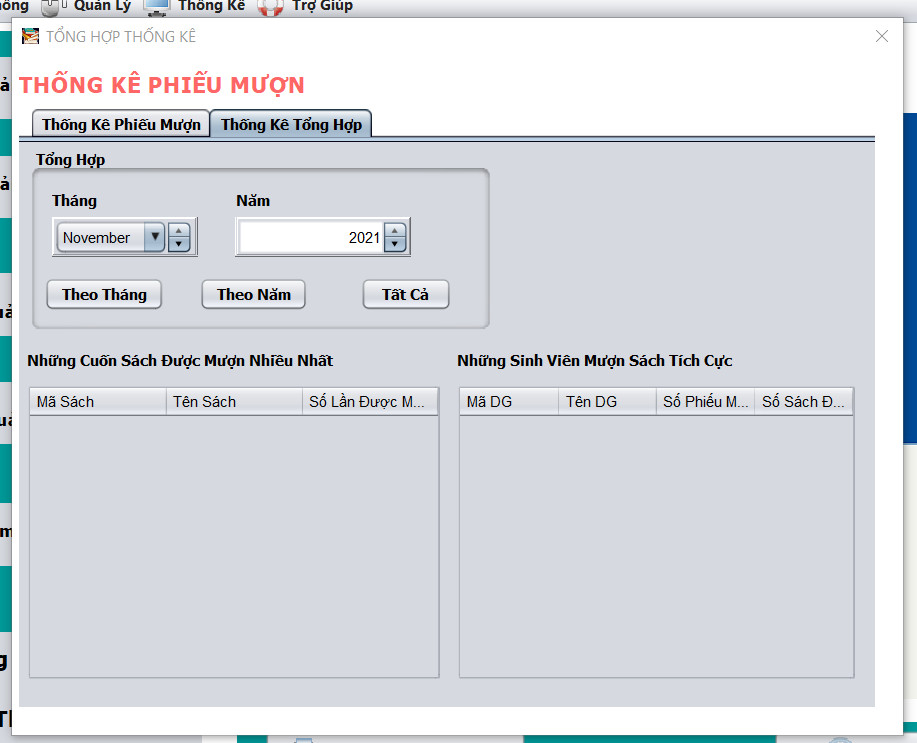 Quản Lý Thống Kê Trợ Giúp
TỔNG HỢP THỐNG KÊ
THỐNG KÊ PHIẾU MƯỢN
Thống Kê Phiếu Mượn Thống Kê Tổng Hợp
Tổng Hợp
Tháng Năm
November 2021
Theo Tháng Theo Năm Tất Cả
Những Cuốn Sách Được Mượn Nhiều Nhất Những Sinh Viên Mượn Sách Tích Cực
Mã Sách Tên Sách Số Lần Được M... Mã DG Tên DG Số Phiếu M... Số Sách Đ...